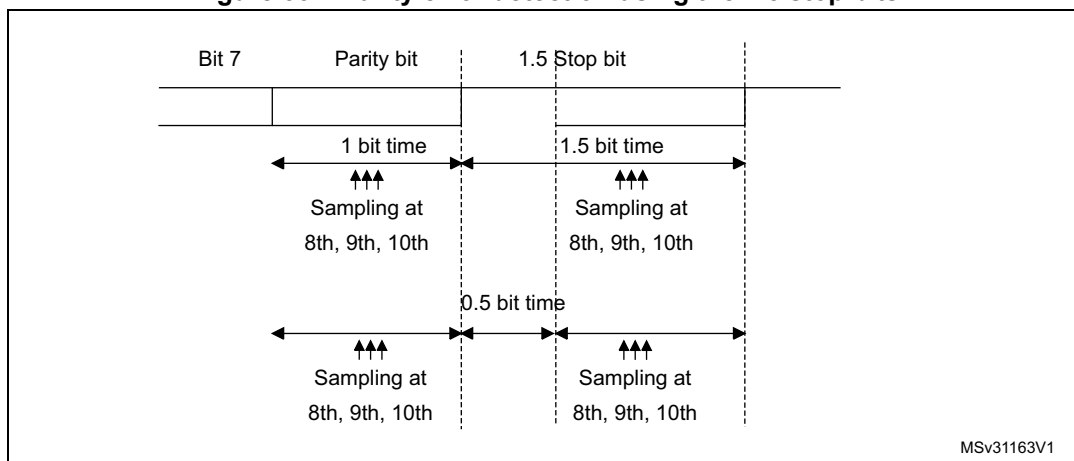 Bit 7 Parity bit 1.5 Stop bit
1 bit time 1.5 bit time
Sampling at Sampling at
8th, 9th, 10th 8th, 9th, 10th
0.5 bit time
Sampling at Sampling at
8th, 9th, 10th 8th, 9th, 10th
MSv31163V1